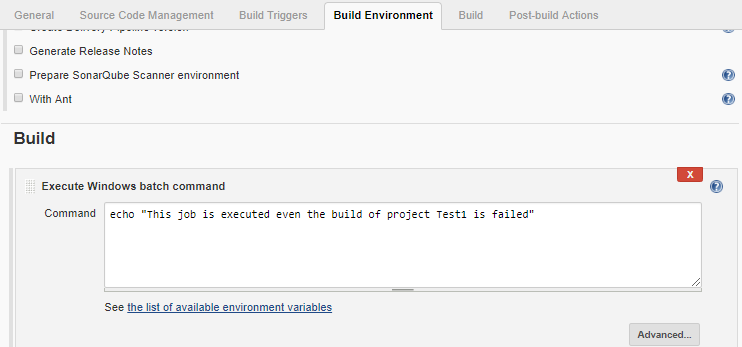 General Source Code Management Build Triggers Build Environment Build Post-build Actions
Create Delivery Pipeline version
Generate Release Notes
Prepare SonarQube Scanner environment ?
With Ant ?
Build
X
Execute Windows batch command ?
Command echo "This job is executed even the build of project Test1 is failed"
See the list of available environment variables
Advanced...